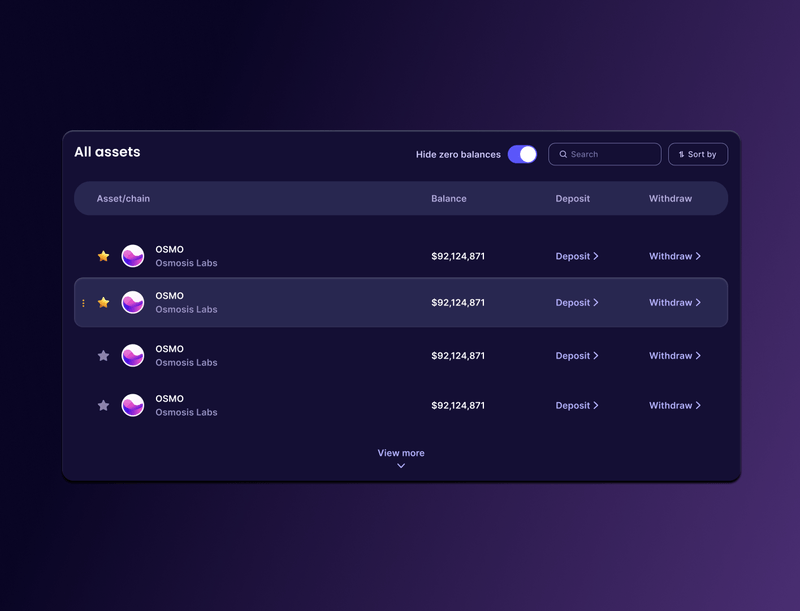 All assets
Hide zero balances
Search
Sort by
Asset/chain Balance Deposit Withdraw
OSMO
Osmosis Labs
$92,124,871 Deposit Withdraw
OSMO
Osmosis Labs
$92,124,871 Deposit Withdraw
OSMO
Osmosis Labs
$92,124,871 Deposit Withdraw
OSMO
Osmosis Labs
$92,124,871 Deposit Withdraw
View more